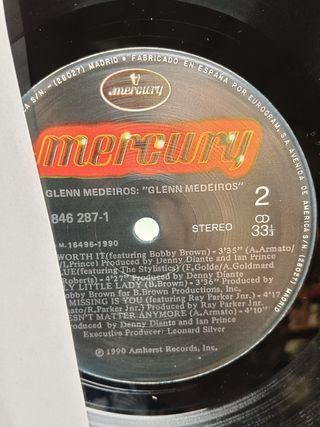 A S/N. - (28027) MADRID • FABRICADO EN ESPAÑA POR EUROGRAM, S.A. AVENIDA DE AMERICA S/N. (28027) MADRID
mercury
mercury
GLENN MEDEIROS: "GLENN MEDEIROS"
846 287-1
2
STEREO
33⅓
M. 16496-1990
WORTH IT (featuring Bobby Brown) - 3'35" (A.Armato/
I.Prince) Produced by Denny Diante and Ian Prince
LUE (featuring The Stylistics) (F.Golde/A.Goldmard
Roberts) - 4'27" Produced by Denny Diante
Y LITTLE LADY (B.Brown) - 3'36" Produced by
Bobby Brown for B.Brown Productions, Inc.
MISSING IS YOU (featuring Ray Parker Jnr. - 4'17
ato/R.Parker Jnr.) Produced by Ray Parker Jnr.
ESN'T MATTER ANYMORE (A.Armato) - 4'10"
Produced by Denny Diante and Ian Prince
Executive Producer: Leonard Silver
℗ 1990 Amherst Records, Inc.